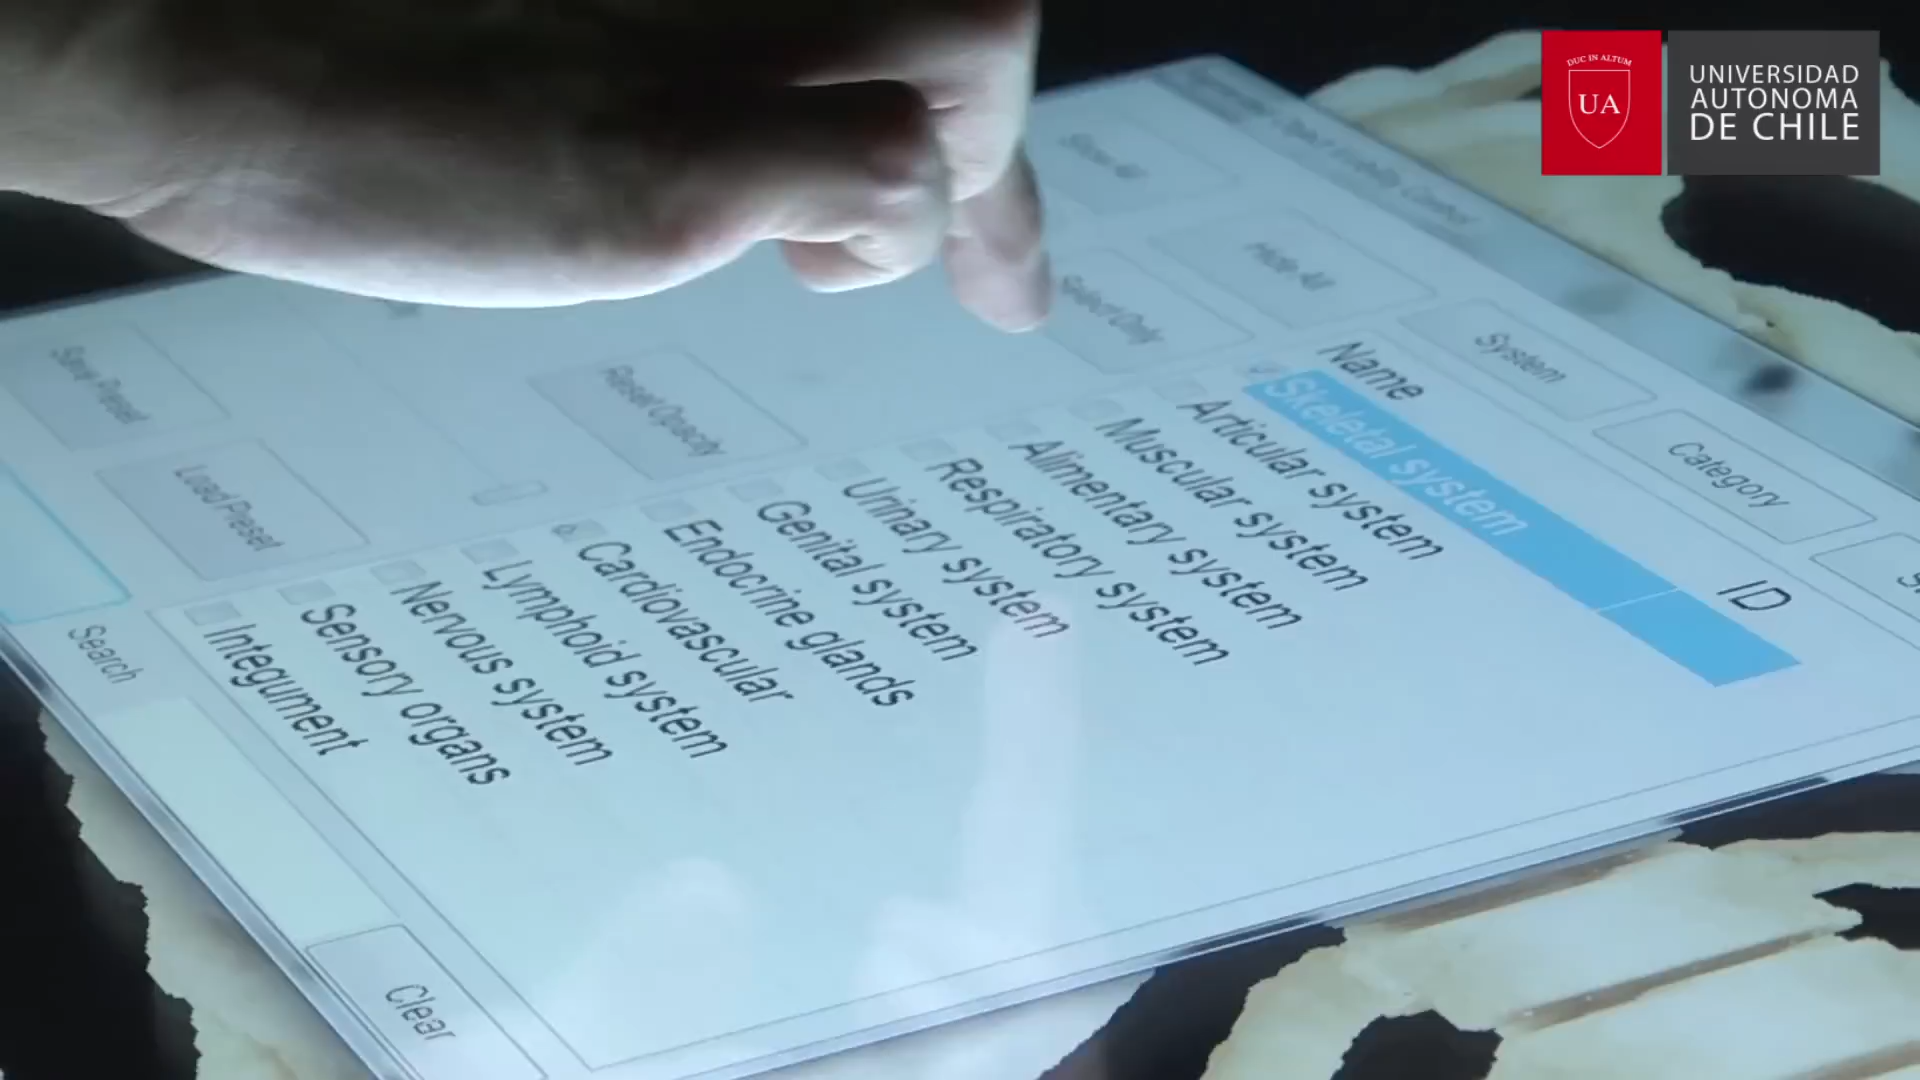 DUC IN ALTUM
UA
UNIVERSIDAD
AUTONOMA
DE CHILE
Show All
Hide All
Select Only
System
Category
Name
ID
Skeletal system
Articular system
Muscular system
Alimentary system
Respiratory system
Urinary system
Genital system
Endocrine glands
Cardiovascular
Lymphoid system
Nervous system
Sensory organs
Integument
Reset Opacity
Save Preset
Load Preset
Search
Clear